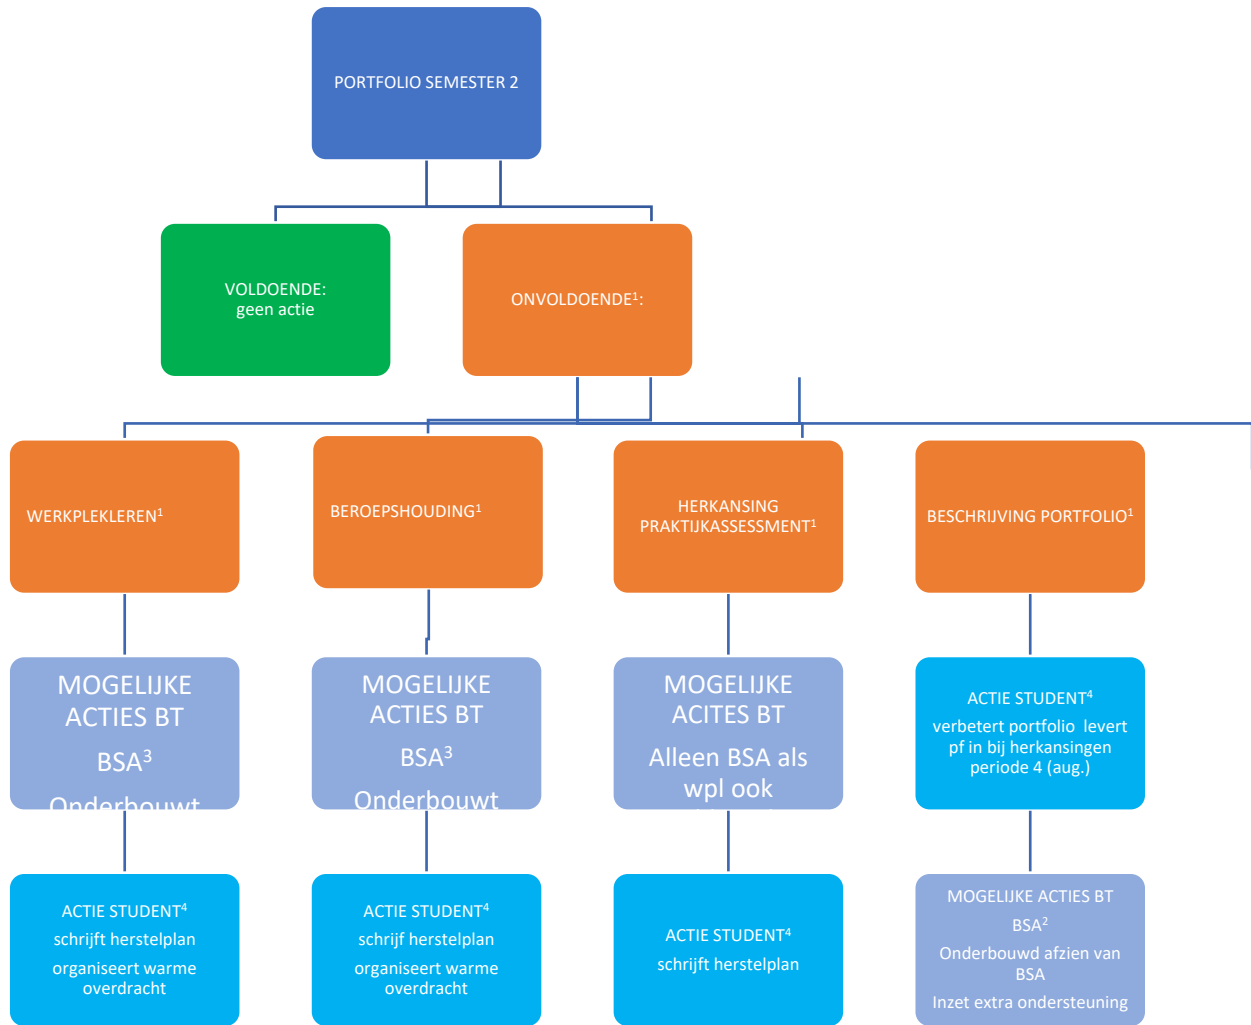 PORTFOLIO SEMESTER 2
VOLDOENDE:
geen actie
ONVOLDOENDE¹:
WERKPLEKLEREN¹
BEROEPSHOUDING¹
HERKANSING
PRAKTIJKASSESSMENT¹
BESCHRIJVING PORTFOLIO¹
MOGELIJKE
ACTIES BT
BSA³
Onderbouwt
MOGELIJKE
ACTIES BT
BSA³
Onderbouwt
MOGELIJKE
ACITES BT
Alleen BSA als
wpl ook
ACTIE STUDENT⁴
verbetert portfolio levert
pf in bij herkansingen
periode 4 (aug.)
ACTIE STUDENT⁴
schrijft herstelplan
organiseert warme
overdracht
ACTIE STUDENT⁴
schrijf herstelplan
organiseert warme
overdracht
ACTIE STUDENT⁴
schrijft herstelplan
MOGELIJKE ACTIES BT
BSA²
Onderbouwd afzien van
BSA
Inzet extra ondersteuning